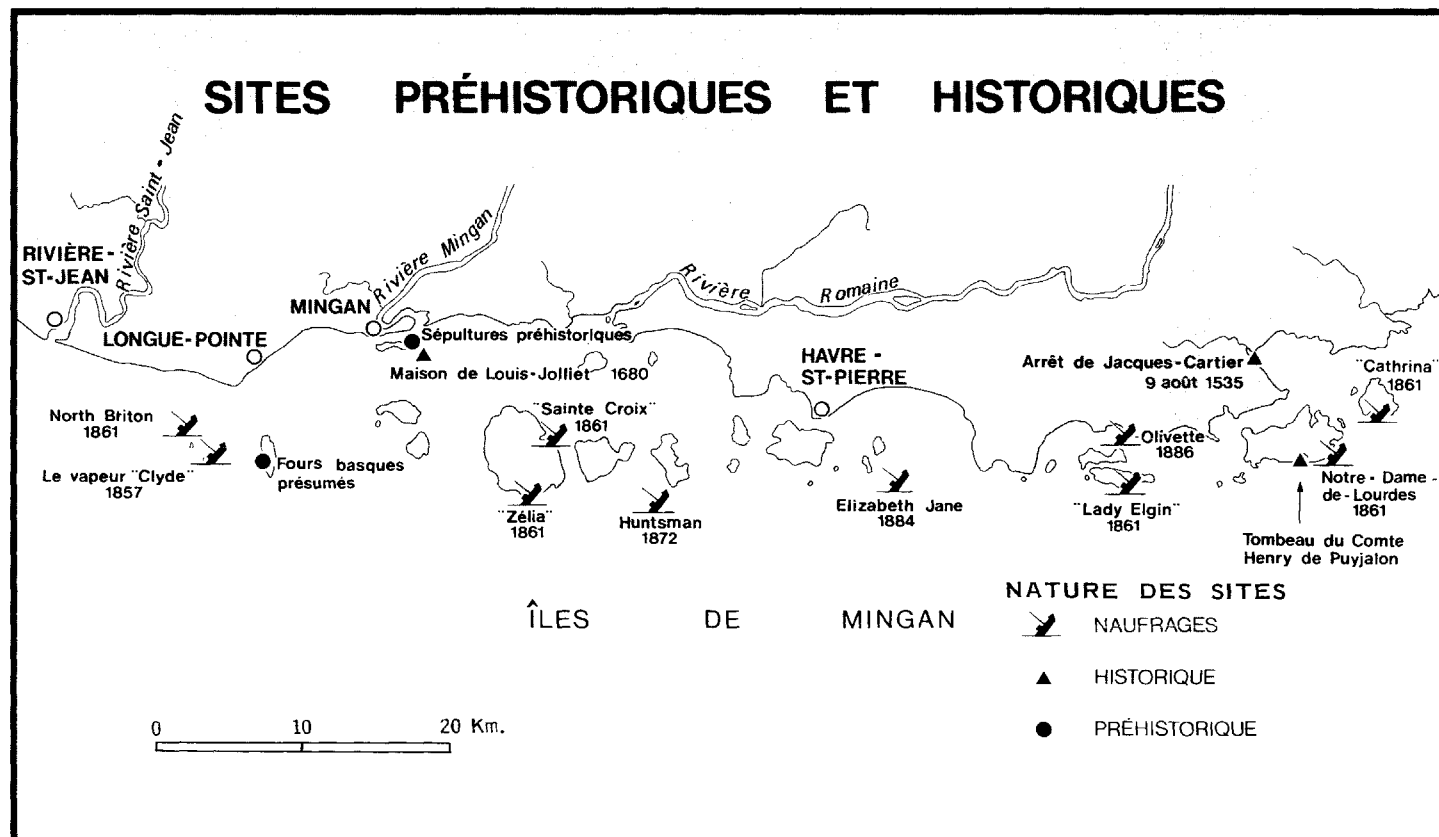 SITES PRÉHISTORIQUES ET HISTORIQUES
Rivière Saint-Jean
RIVIÈRE-
ST-JEAN
LONGUE-POINTE
MINGAN
Rivière Mingan
Rivière Romaine
Sépultures préhistoriques
Maison de Louis-Jolliet 1680
HAVRE-
ST-PIERRE
Arrêt de Jacques-Cartier
9 août 1535
"Cathrina"
1861
North Briton
1861
Le vapeur "Clyde"
1857
Fours basques
présumés
"Sainte Croix"
1861
"Zélia"
1861
Huntsman
1872
Elizabeth Jane
1884
Olivette
1886
"Lady Elgin"
1861
Notre-Dame-
de-Lourdes
1861
Tombeau du Comte
Henry de Puyjalon
ÎLES DE MINGAN
NATURE DES SITES
NAUFRAGES
HISTORIQUE
PRÉHISTORIQUE
0 10 20 Km.